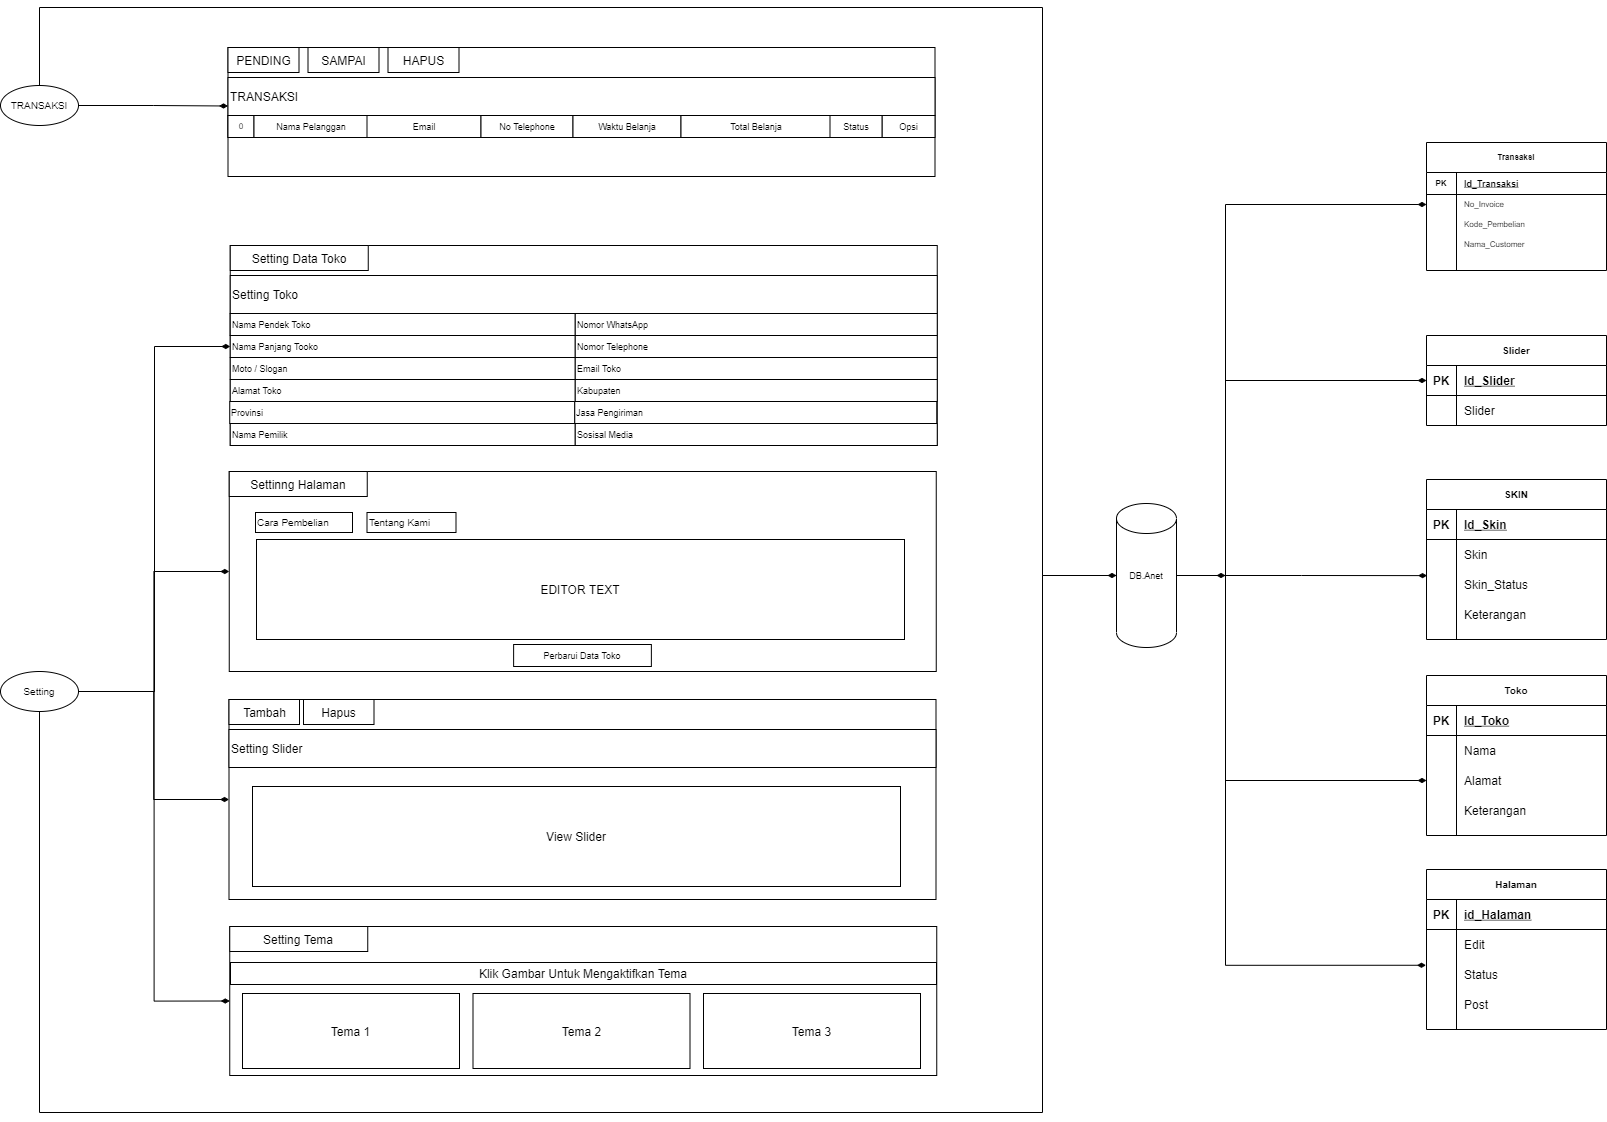 PENDING
SAMPAI
HAPUS
TRANSAKSI
TRANSAKSI
0
Nama Pelanggan
Email
No Telephone
Waktu Belanja
Total Belanja
Status
Opsi
Setting Data Toko
Setting Toko
Nama Pendek Toko
Nomor WhatsApp
Nama Panjang Tooko
Nomor Telephone
Moto / Slogan
Email Toko
Alamat Toko
Kabupaten
Provinsi
Jasa Pengiriman
Nama Pemilik
Sosisal Media
Settinng Halaman
Cara Pembelian
Tentang Kami
EDITOR TEXT
Perbarui Data Toko
Setting
Tambah
Hapus
Setting Slider
View Slider
Setting Tema
Klik Gambar Untuk Mengaktifkan Tema
Tema 1
Tema 2
Tema 3
DB.Anet
Transaksi
PK
Id_Transaksi
No_Invoice
Kode_Pembelian
Nama_Customer
Slider
PK
Id_Slider
Slider
SKIN
PK
Id_Skin
Skin
Skin_Status
Keterangan
Toko
PK
Id_Toko
Nama
Alamat
Keterangan
Halaman
PK
id_Halaman
Edit
Status
Post